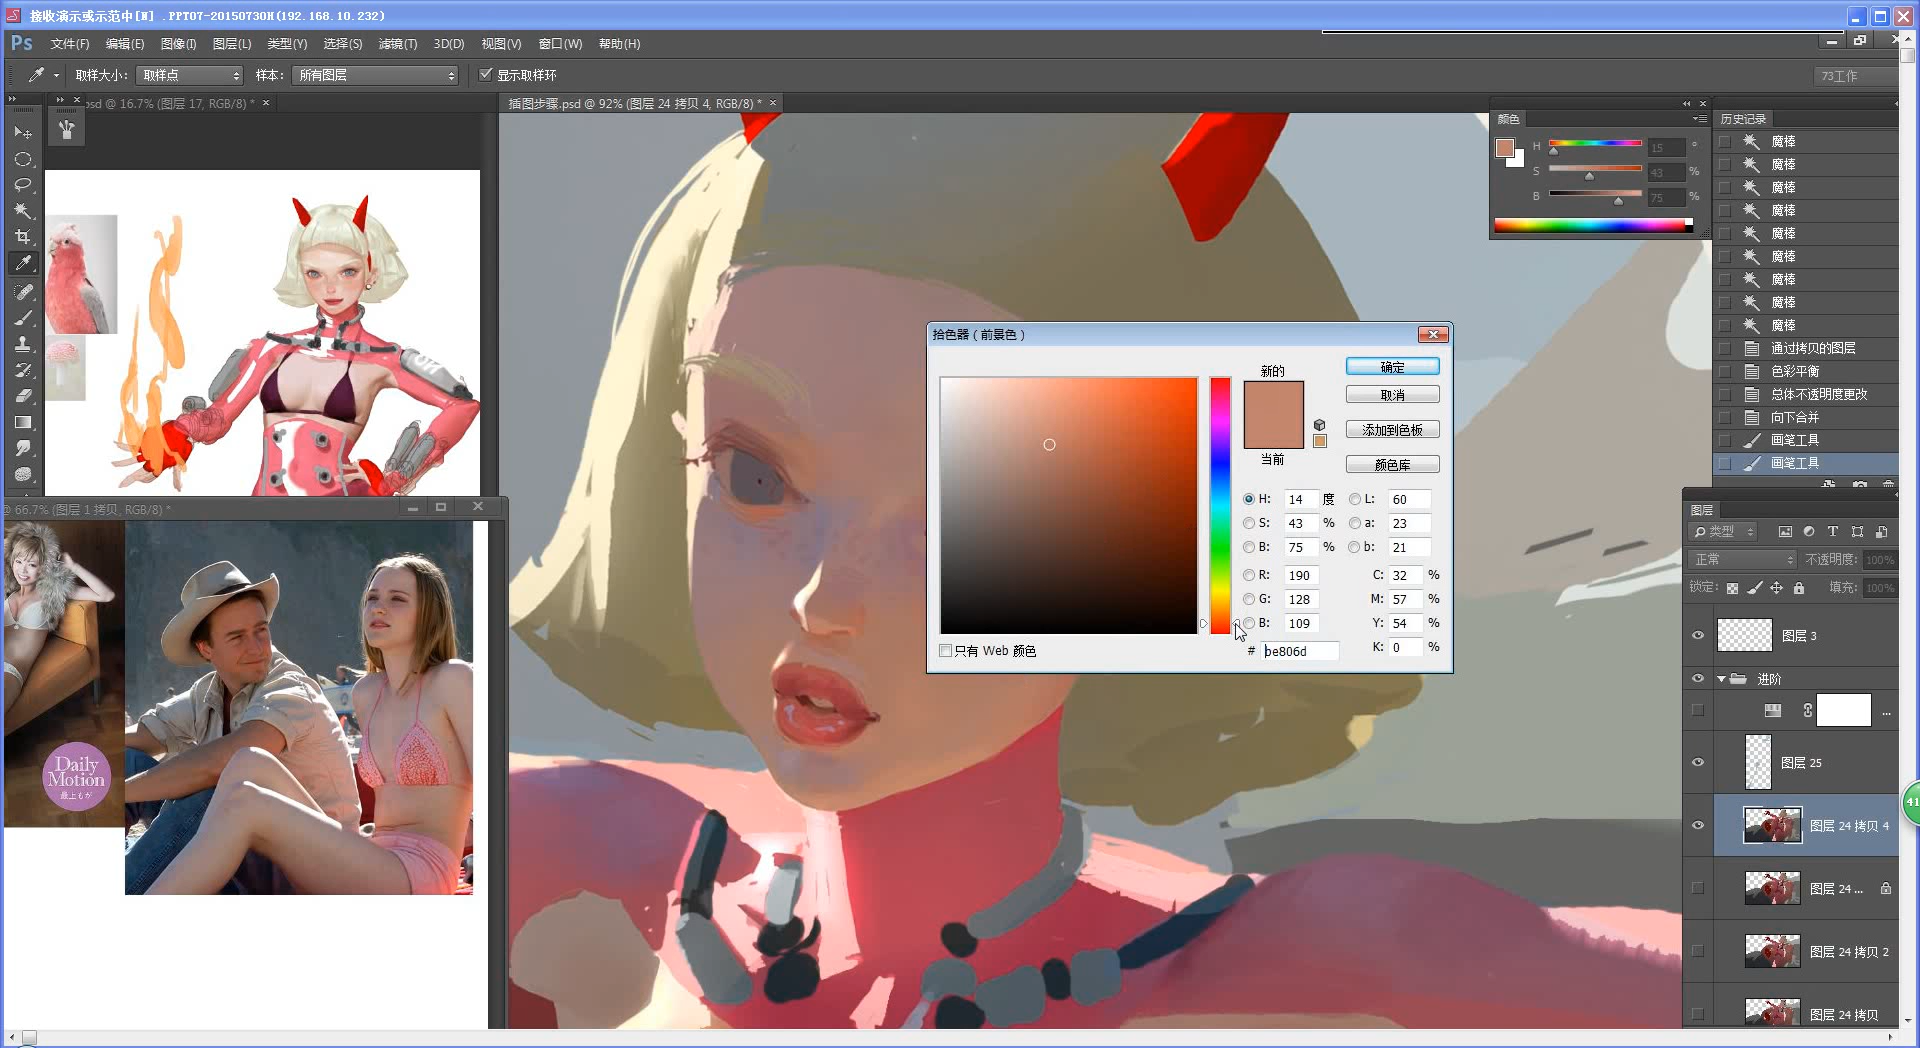 接收演示或示范中[N] .PPT07-20150730H(192.168.10.232)
Ps 文件(F) 编辑(E) 图像(I) 图层(L) 类型(Y) 选择(S) 滤镜(T) 3D(D) 视图(V) 窗口(W) 帮助(H)
取样大小: 取样点 样本: 所有图层 显示取样环 73工作
psd @ 16.7% (图层 17, RGB/8) * ×
插图步骤.psd @ 92% (图层 24 拷贝 4, RGB/8) * ×
颜色
H 15 °
S 43 %
B 75 %
历史记录
魔棒
魔棒
魔棒
魔棒
魔棒
魔棒
魔棒
魔棒
魔棒
通过拷贝的图层
色彩平衡
总体不透明度更改
向下合并
画笔工具
画笔工具
拾色器（前景色）
新的
当前
确定
取消
添加到色板
颜色库
H: 14 度 L: 60
S: 43 % a: 23
B: 75 % b: 21
R: 190 C: 32 %
G: 128 M: 57 %
B: 109 Y: 54 %
# be806d K: 0 %
只有 Web 颜色
@ 66.7% (图层 1 拷贝, RGB/8) *
Daily
Motion
最上もが
图层
类型
正常 不透明度: 100%
锁定: 填充: 100%
图层 3
进阶
...
图层 25
图层 24 拷贝 4
图层 24 ...
图层 24 拷贝 2
图层 24 拷贝
41